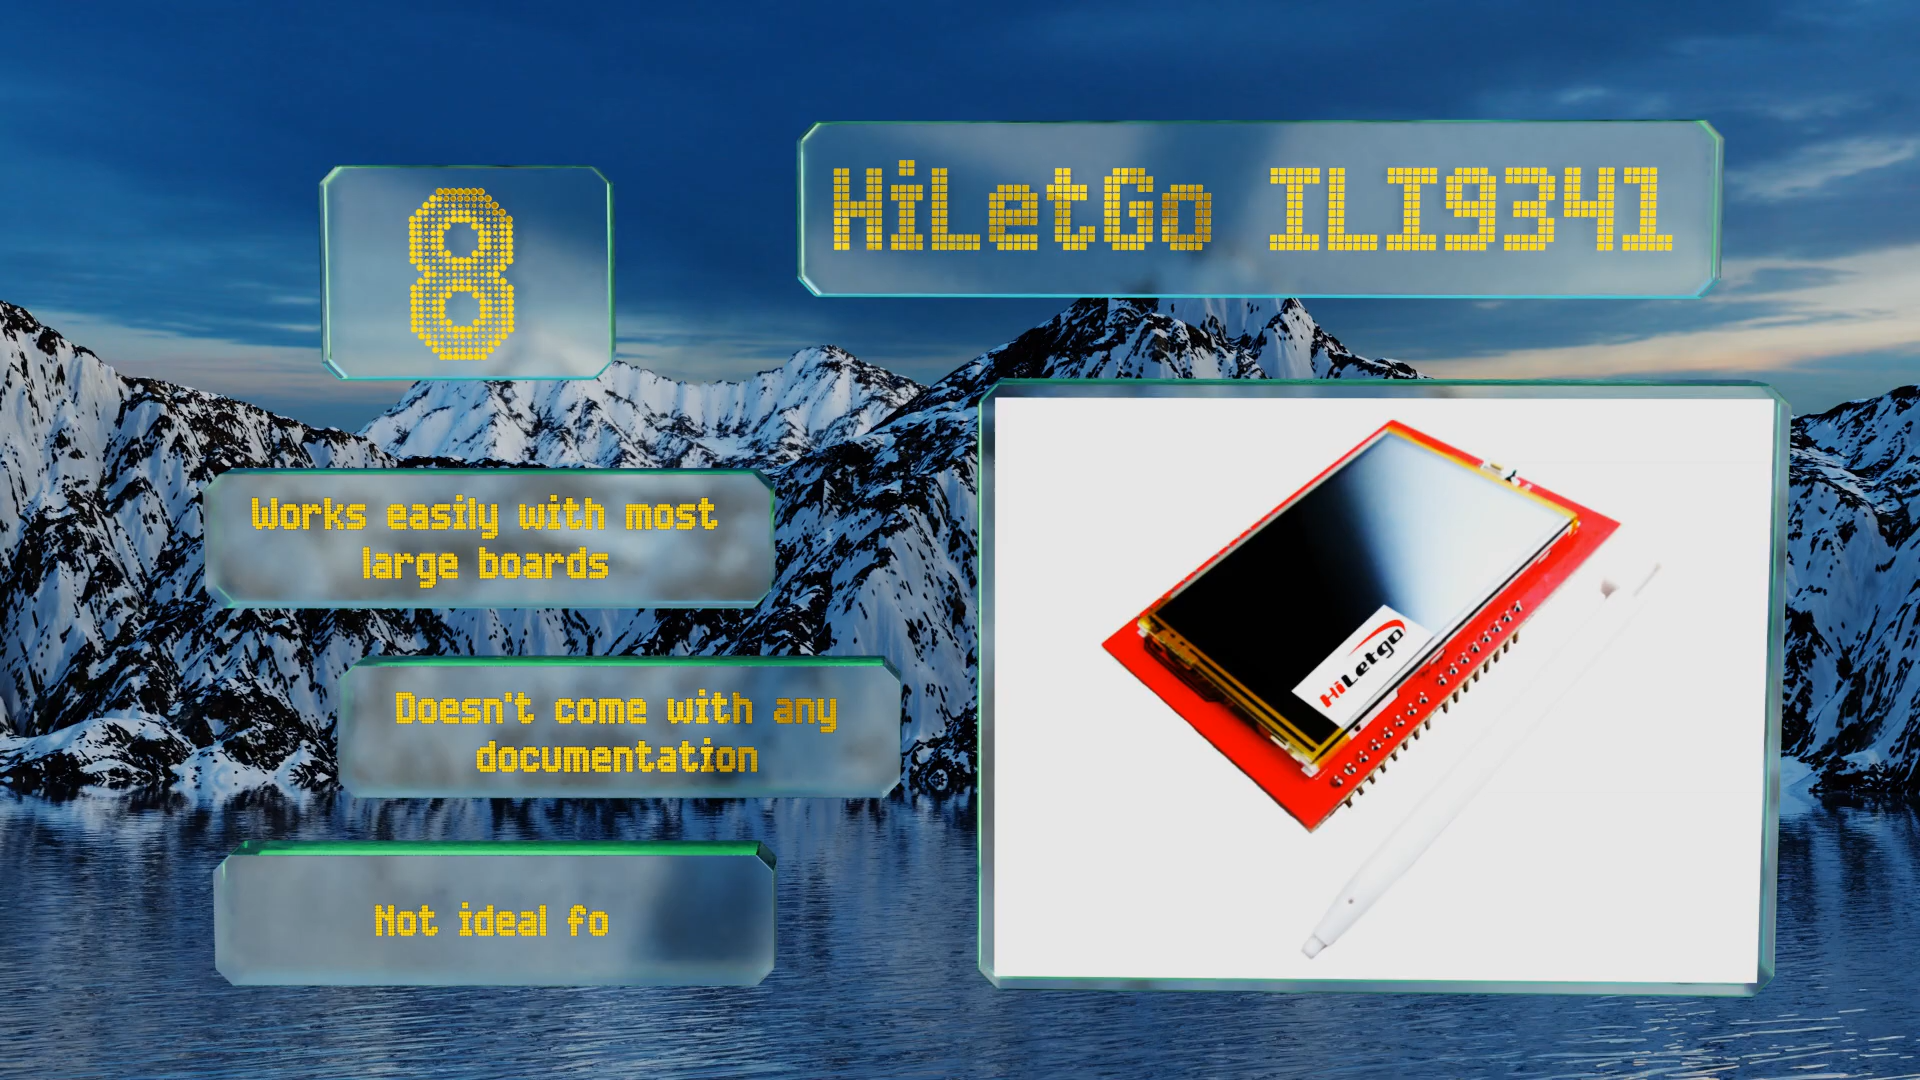 8
HiLetGo ILI9341
Works easily with most
large boards
Doesn't come with any
documentation
Not ideal fo
HiLetgo